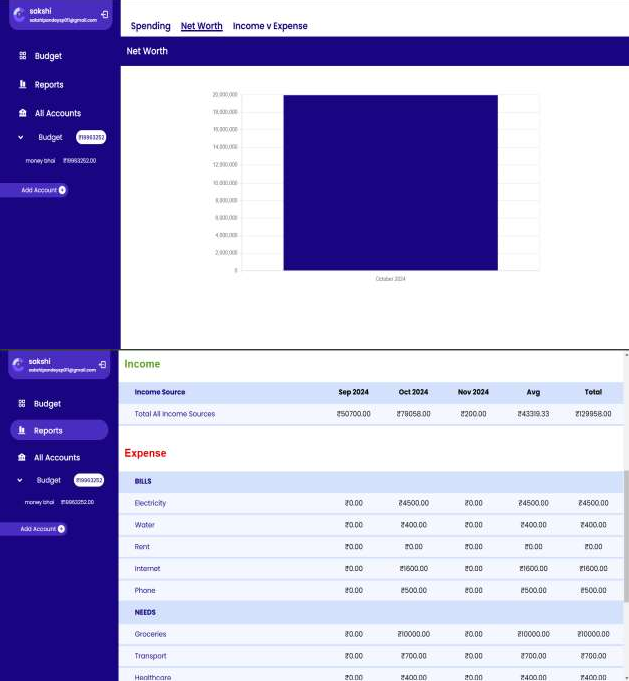 sakshi
Spending Net Worth Income v Expense
Net Worth
Budget
Reports
All Accounts
Budget ₹19963252
money bhai ₹19963252.00
Add Account
20,000,000
18,000,000
16,000,000
14,000,000
12,000,000
10,000,000
8,000,000
6,000,000
4,000,000
2,000,000
0
October 2024
sakshi
Budget
Reports
All Accounts
Budget ₹19963252
money bhai ₹19963252.00
Add Account
Income
Income Source Sep 2024 Oct 2024 Nov 2024 Avg Total
Total All Income Sources ₹50700.00 ₹79058.00 ₹200.00 ₹43319.33 ₹129958.00
Expense
BILLS
Electricity ₹0.00 ₹4500.00 ₹0.00 ₹4500.00 ₹4500.00
Water ₹0.00 ₹400.00 ₹0.00 ₹400.00 ₹400.00
Rent ₹0.00 ₹0.00 ₹0.00 ₹0.00 ₹0.00
Internet ₹0.00 ₹1600.00 ₹0.00 ₹1600.00 ₹1600.00
Phone ₹0.00 ₹500.00 ₹0.00 ₹500.00 ₹500.00
NEEDS
Groceries ₹0.00 ₹10000.00 ₹0.00 ₹10000.00 ₹10000.00
Transport ₹0.00 ₹700.00 ₹0.00 ₹700.00 ₹700.00
Healthcare ₹0.00 ₹400.00 ₹0.00 ₹400.00 ₹400.00